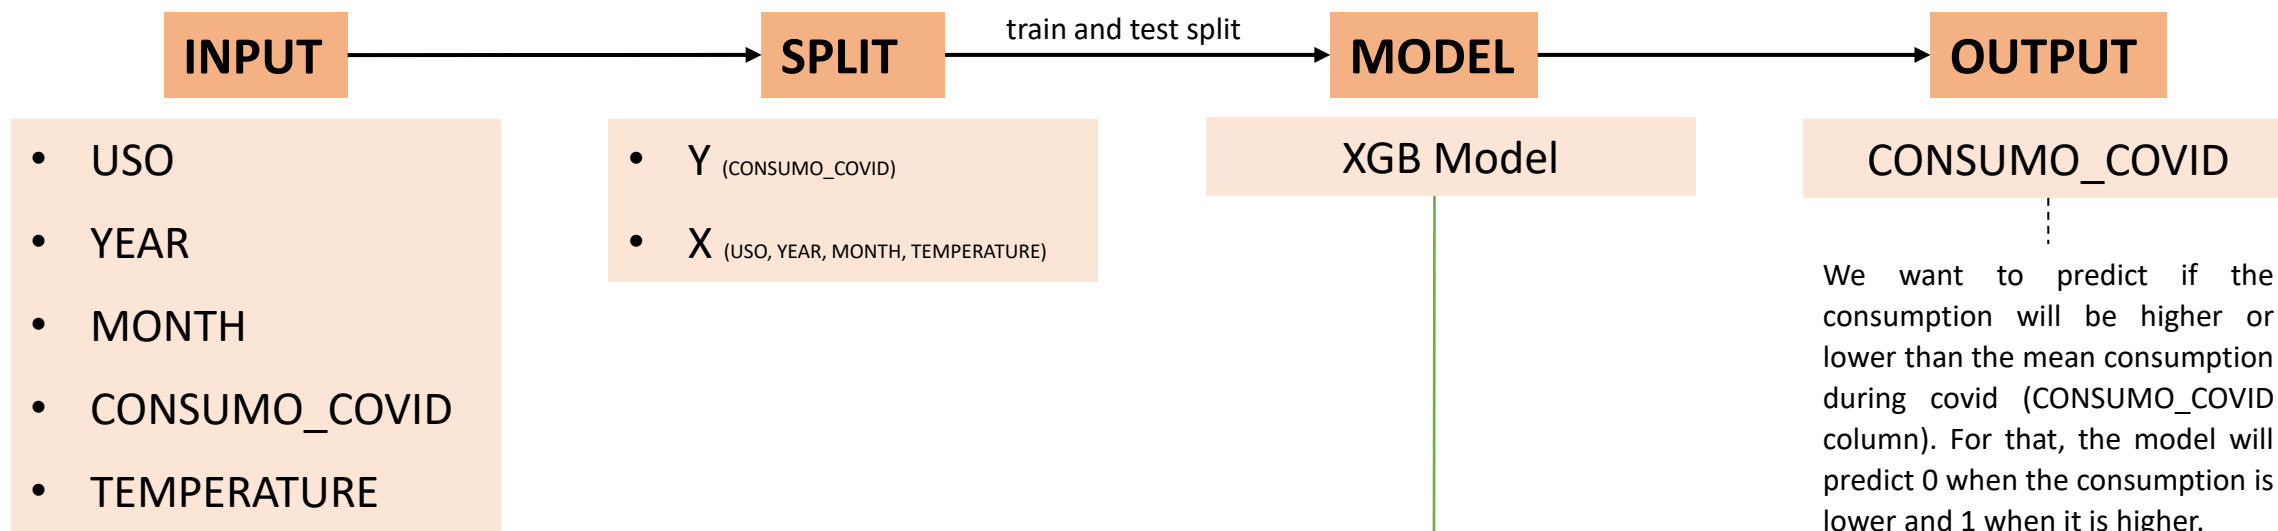 INPUT
SPLIT
train and test split
MODEL
OUTPUT
• USO
• YEAR
• MONTH
• CONSUMO_COVID
• TEMPERATURE
• Y (CONSUMO_COVID)
• X (USO, YEAR, MONTH, TEMPERATURE)
XGB Model
CONSUMO_COVID
We want to predict if the
consumption will be higher or
lower than the mean consumption
during covid (CONSUMO_COVID
column). For that, the model will
predict 0 when the consumption is
lower and 1 when it is higher.